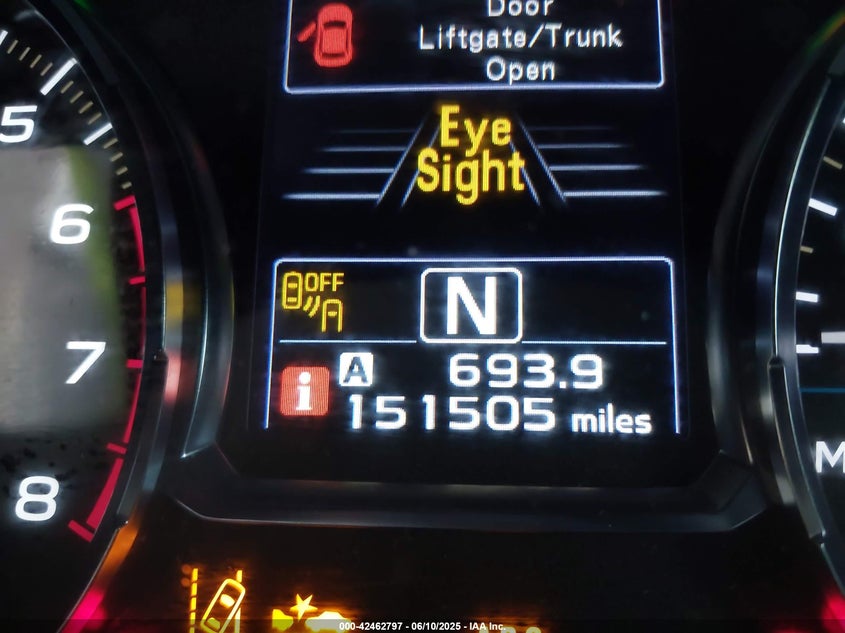 Door
Liftgate/Trunk
Open
Eye
Sight
5
6
7
8
OFF
N
i
A 693.9
151505 miles
M
000-42462797 - 06/10/2025 - IAA Inc.